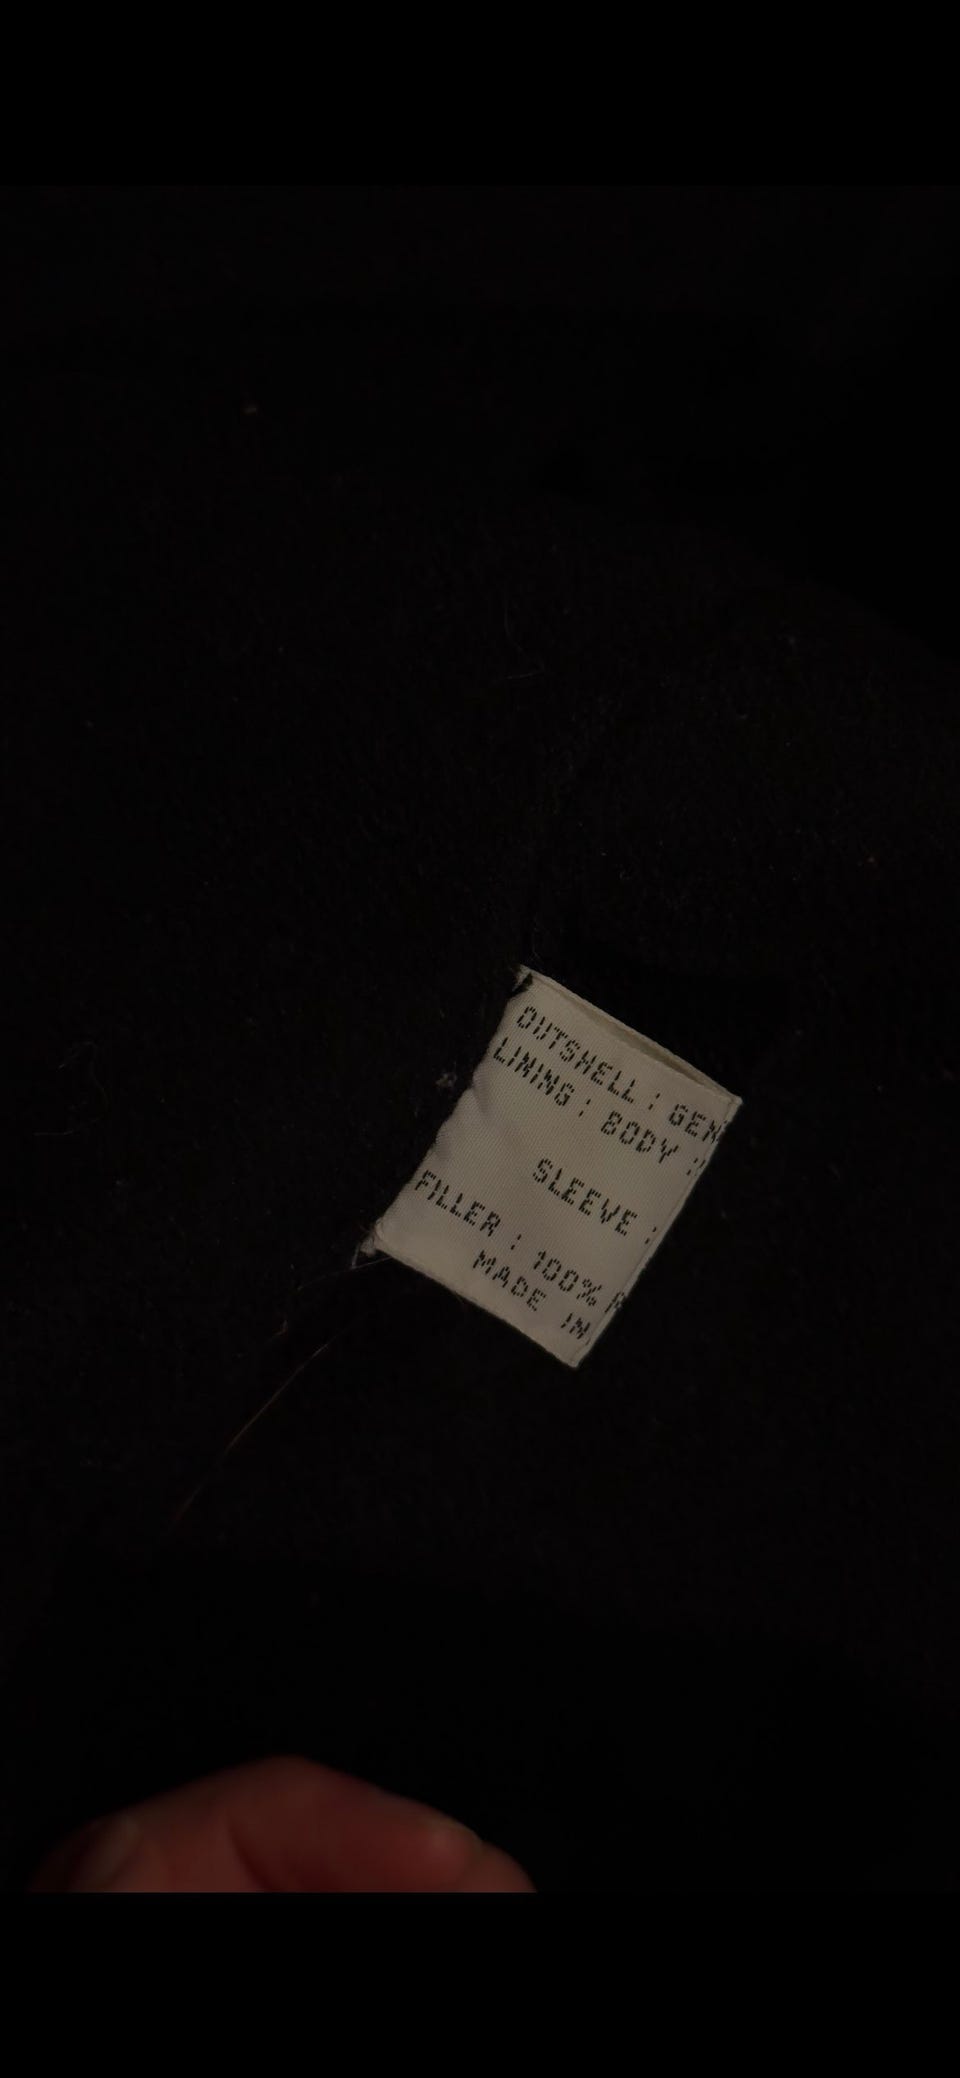 OUTSHELL : GEN
LINING : BODY :
SLEEVE :
FILLER : 100%
MADE IN